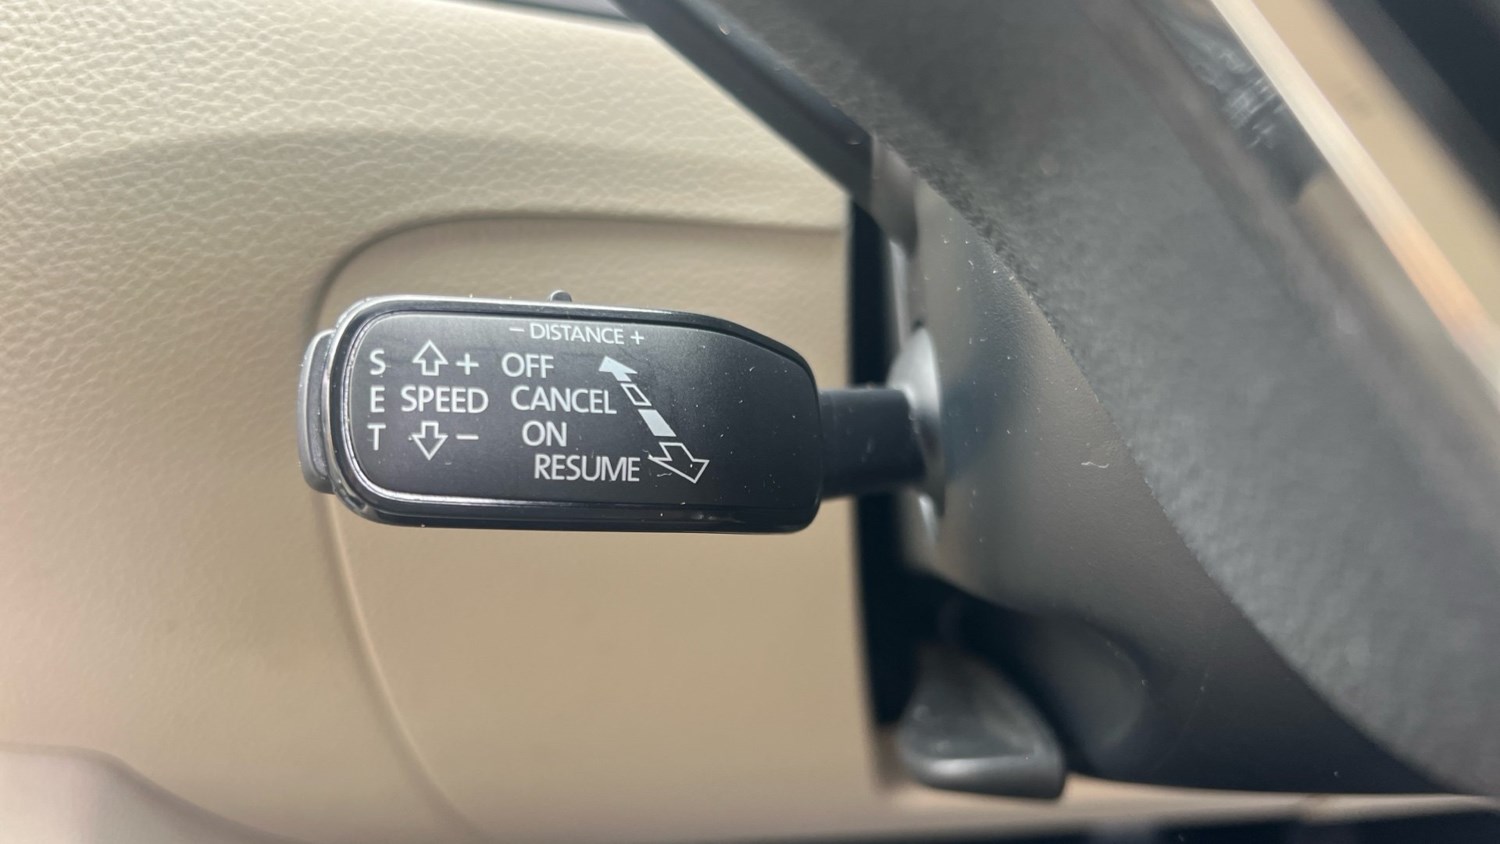 - DISTANCE +
S + OFF
E SPEED CANCEL
T - ON
RESUME